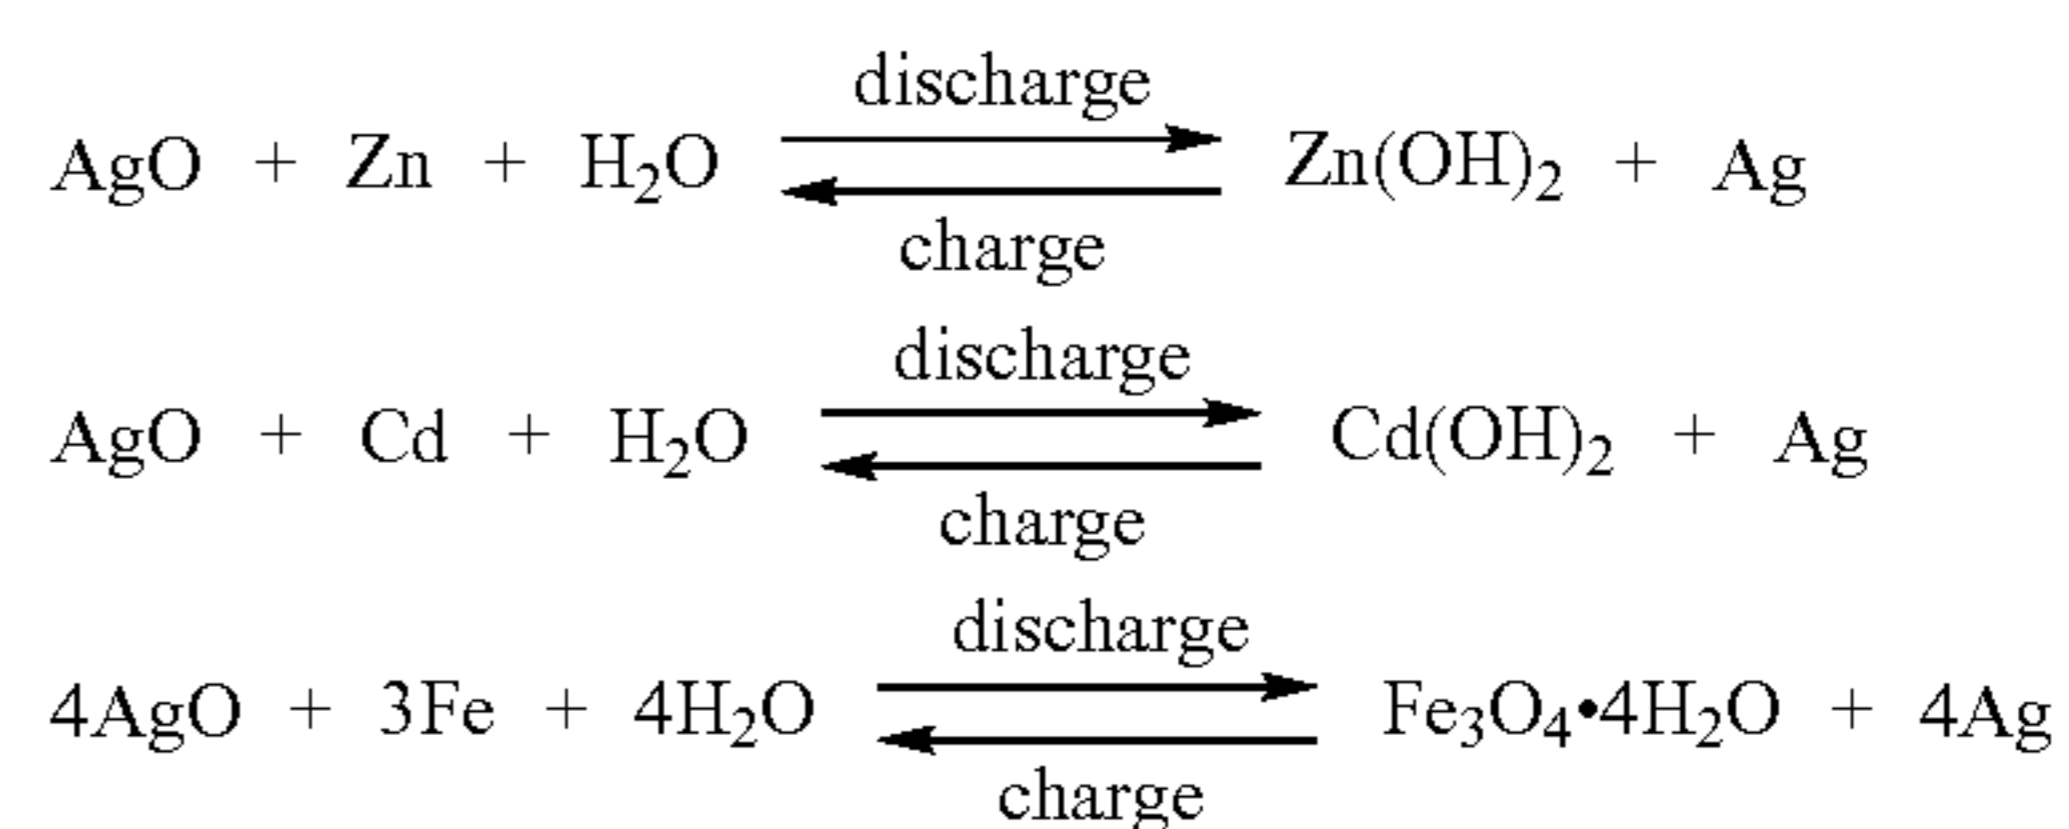 discharge
AgO + Zn + H₂O ⇌ Zn(OH)₂ + Ag
charge
discharge
AgO + Cd + H₂O ⇌ Cd(OH)₂ + Ag
charge
discharge
4AgO + 3Fe + 4H₂O ⇌ Fe₃O₄•4H₂O + 4Ag
charge